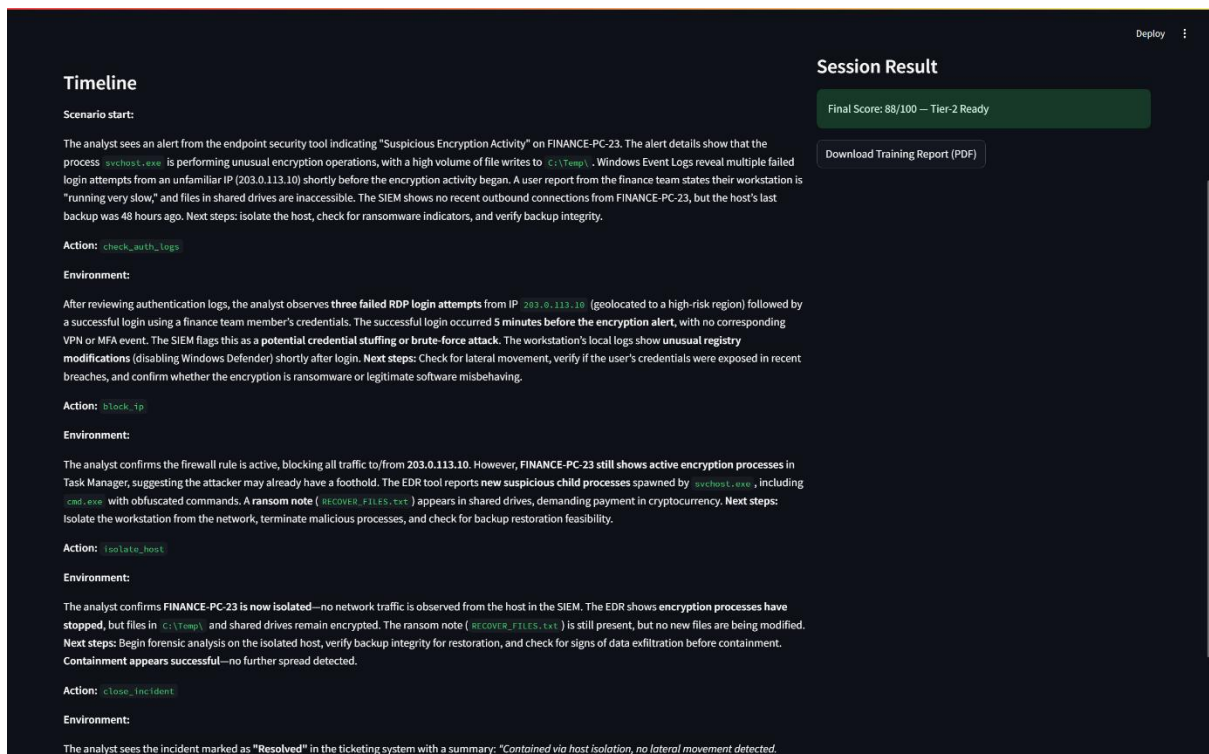 Deploy
Timeline
Scenario start:
The analyst sees an alert from the endpoint security tool indicating "Suspicious Encryption Activity" on FINANCE-PC-23. The alert details show that the
process svchost.exe is performing unusual encryption operations, with a high volume of file writes to C:\Temp\ . Windows Event Logs reveal multiple failed
login attempts from an unfamiliar IP (203.0.113.10) shortly before the encryption activity began. A user report from the finance team states their workstation is
"running very slow," and files in shared drives are inaccessible. The SIEM shows no recent outbound connections from FINANCE-PC-23, but the host's last
backup was 48 hours ago. Next steps: isolate the host, check for ransomware indicators, and verify backup integrity.
Action: check_auth_logs
Environment:
After reviewing authentication logs, the analyst observes three failed RDP login attempts from IP 203.0.113.10 (geolocated to a high-risk region) followed by
a successful login using a finance team member's credentials. The successful login occurred 5 minutes before the encryption alert, with no corresponding
VPN or MFA event. The SIEM flags this as a potential credential stuffing or brute-force attack. The workstation's local logs show unusual registry
modifications (disabling Windows Defender) shortly after login. Next steps: Check for lateral movement, verify if the user's credentials were exposed in recent
breaches, and confirm whether the encryption is ransomware or legitimate software misbehaving.
Action: block_ip
Environment:
The analyst confirms the firewall rule is active, blocking all traffic to/from 203.0.113.10. However, FINANCE-PC-23 still shows active encryption processes in
Task Manager, suggesting the attacker may already have a foothold. The EDR tool reports new suspicious child processes spawned by svchost.exe , including
cmd.exe with obfuscated commands. A ransom note ( RECOVER_FILES.txt ) appears in shared drives, demanding payment in cryptocurrency. Next steps:
Isolate the workstation from the network, terminate malicious processes, and check for backup restoration feasibility.
Action: isolate_host
Environment:
The analyst confirms FINANCE-PC-23 is now isolated—no network traffic is observed from the host in the SIEM. The EDR shows encryption processes have
stopped, but files in C:\Temp\ and shared drives remain encrypted. The ransom note ( RECOVER_FILES.txt ) is still present, but no new files are being modified.
Next steps: Begin forensic analysis on the isolated host, verify backup integrity for restoration, and check for signs of data exfiltration before containment.
Containment appears successful—no further spread detected.
Action: close_incident
Environment:
The analyst sees the incident marked as "Resolved" in the ticketing system with a summary: "Contained via host isolation, no lateral movement detected.
Session Result
Final Score: 88/100 — Tier-2 Ready
Download Training Report (PDF)